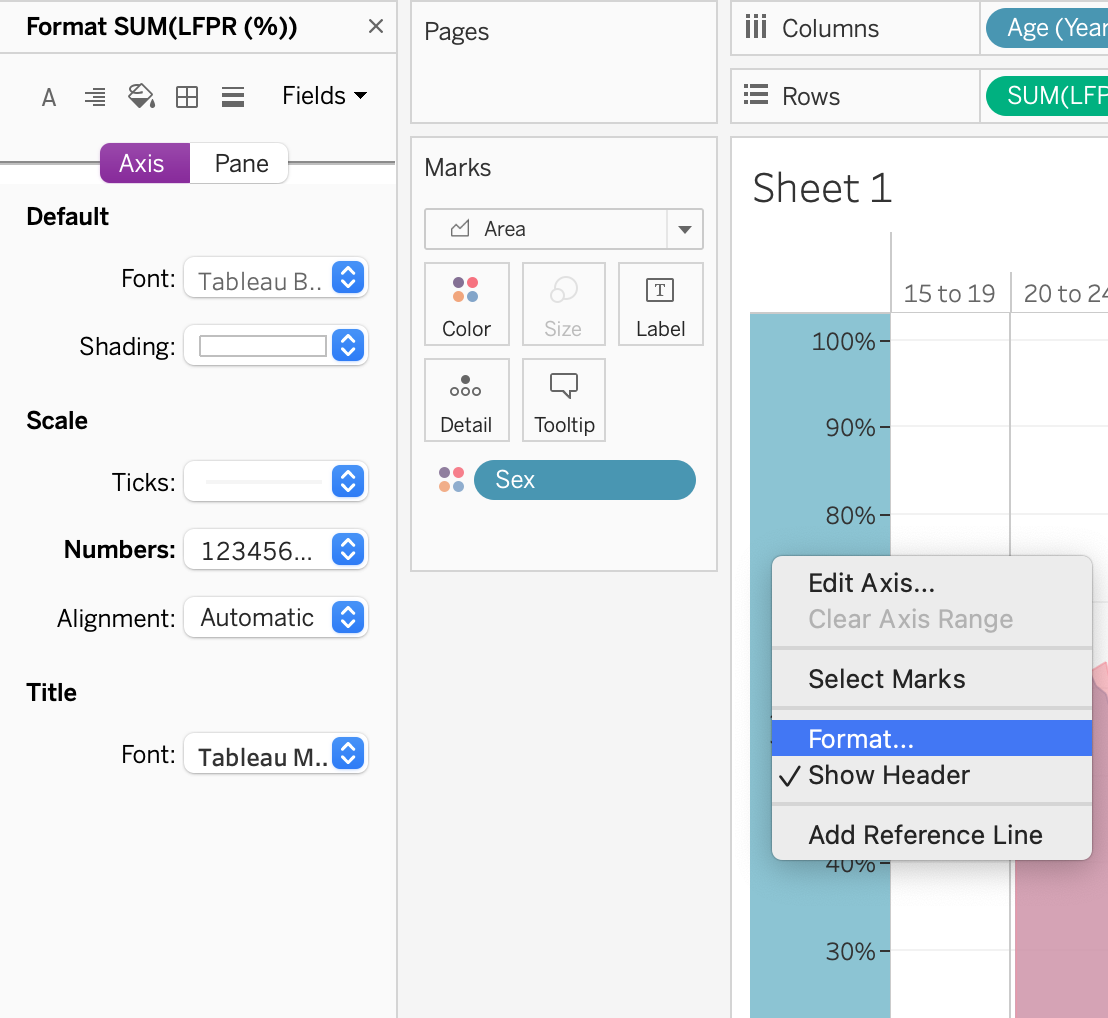 Format SUM(LFPR (%))
Fields
Axis
Pane
Default
Font: Tableau B..
Shading:
Scale
Ticks:
Numbers: 123456...
Alignment: Automatic
Title
Font: Tableau M..
Pages
Marks
Area
Color
Size
Label
Detail
Tooltip
Sex
Columns
Age (Year
Rows
SUM(LFP
Sheet 1
15 to 19
20 to 24
100%
90%
80%
Edit Axis...
Clear Axis Range
Select Marks
Format...
Show Header
Add Reference Line
40%
30%